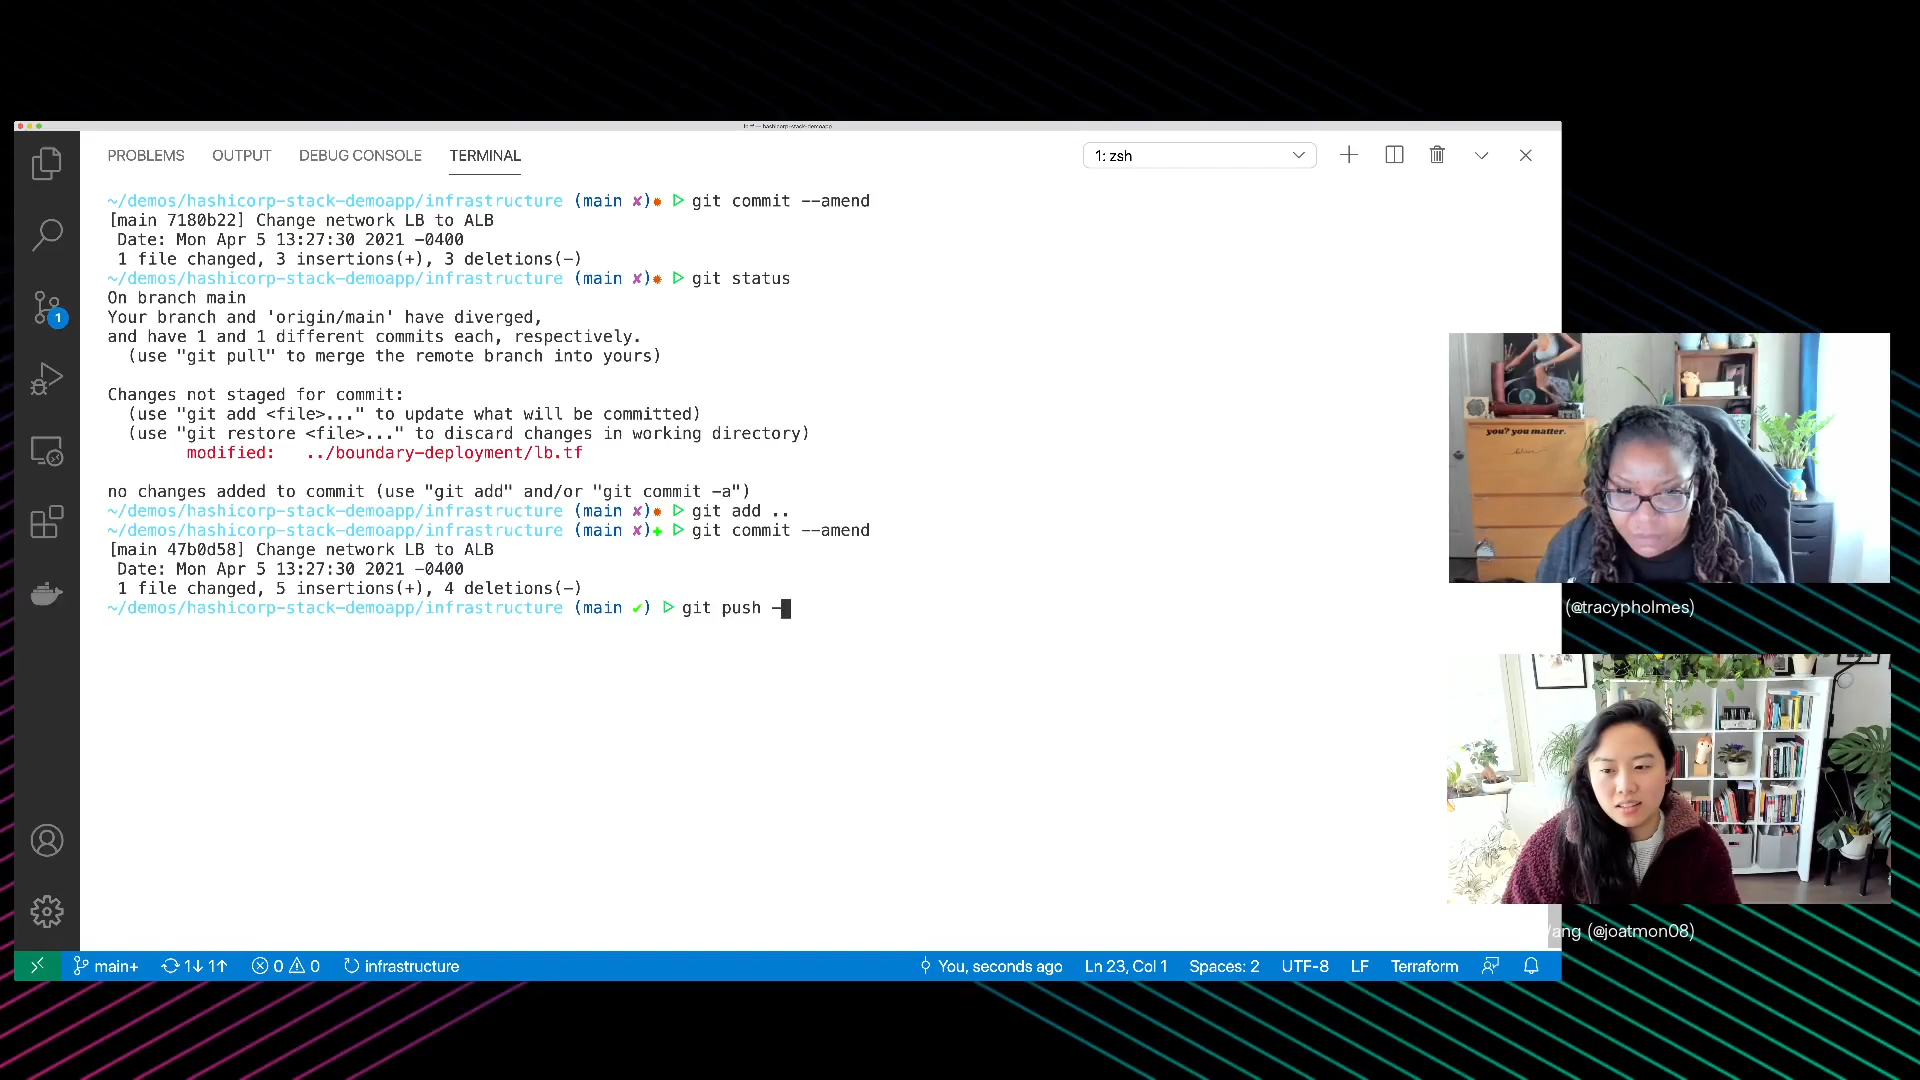 lb.tf — hashicorp-stack-demoapp
PROBLEMS OUTPUT DEBUG CONSOLE TERMINAL 1: zsh
~/demos/hashicorp-stack-demoapp/infrastructure (main ✘)✹ ▷ git commit --amend
[main 7180b22] Change network LB to ALB
Date: Mon Apr 5 13:27:30 2021 -0400
1 file changed, 3 insertions(+), 3 deletions(-)
~/demos/hashicorp-stack-demoapp/infrastructure (main ✘)✹ ▷ git status
On branch main
Your branch and 'origin/main' have diverged,
and have 1 and 1 different commits each, respectively.
(use "git pull" to merge the remote branch into yours)
Changes not staged for commit:
(use "git add <file>..." to update what will be committed)
(use "git restore <file>..." to discard changes in working directory)
modified:   ../boundary-deployment/lb.tf
no changes added to commit (use "git add" and/or "git commit -a")
~/demos/hashicorp-stack-demoapp/infrastructure (main ✘)✹ ▷ git add ..
~/demos/hashicorp-stack-demoapp/infrastructure (main ✘)✚ ▷ git commit --amend
[main 47b0d58] Change network LB to ALB
Date: Mon Apr 5 13:27:30 2021 -0400
1 file changed, 5 insertions(+), 4 deletions(-)
~/demos/hashicorp-stack-demoapp/infrastructure (main ✔) ▷ git push -
1
you? you matter.
(@tracypholmes)
ang (@joatmon08)
main+ 1↓ 1↑ 0 0 infrastructure You, seconds ago Ln 23, Col 1 Spaces: 2 UTF-8 LF Terraform